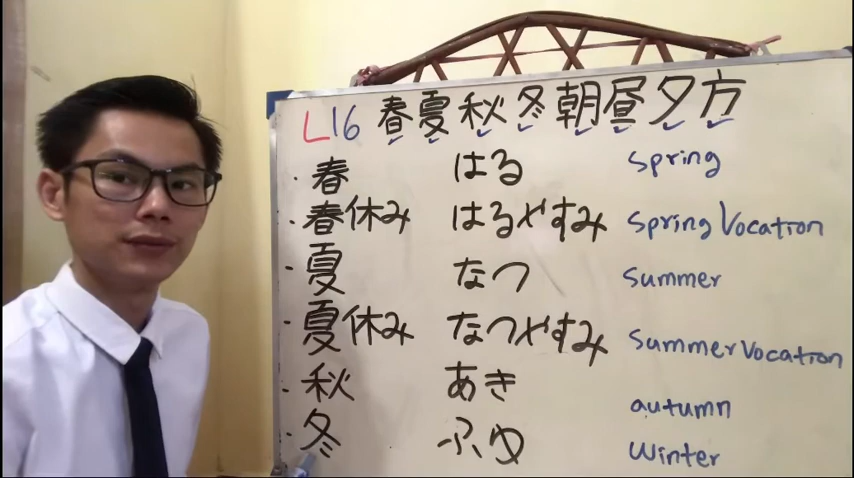 L16 春夏秋冬朝昼夕方
・春 はる spring
・春休み はるやすみ spring Vocation
・夏 なつ summer
・夏休み なつやすみ summer Vocation
・秋 あき autumn
・冬 ふゆ winter